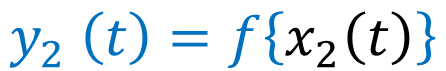 y₂ (t) = f{x₂(t)}